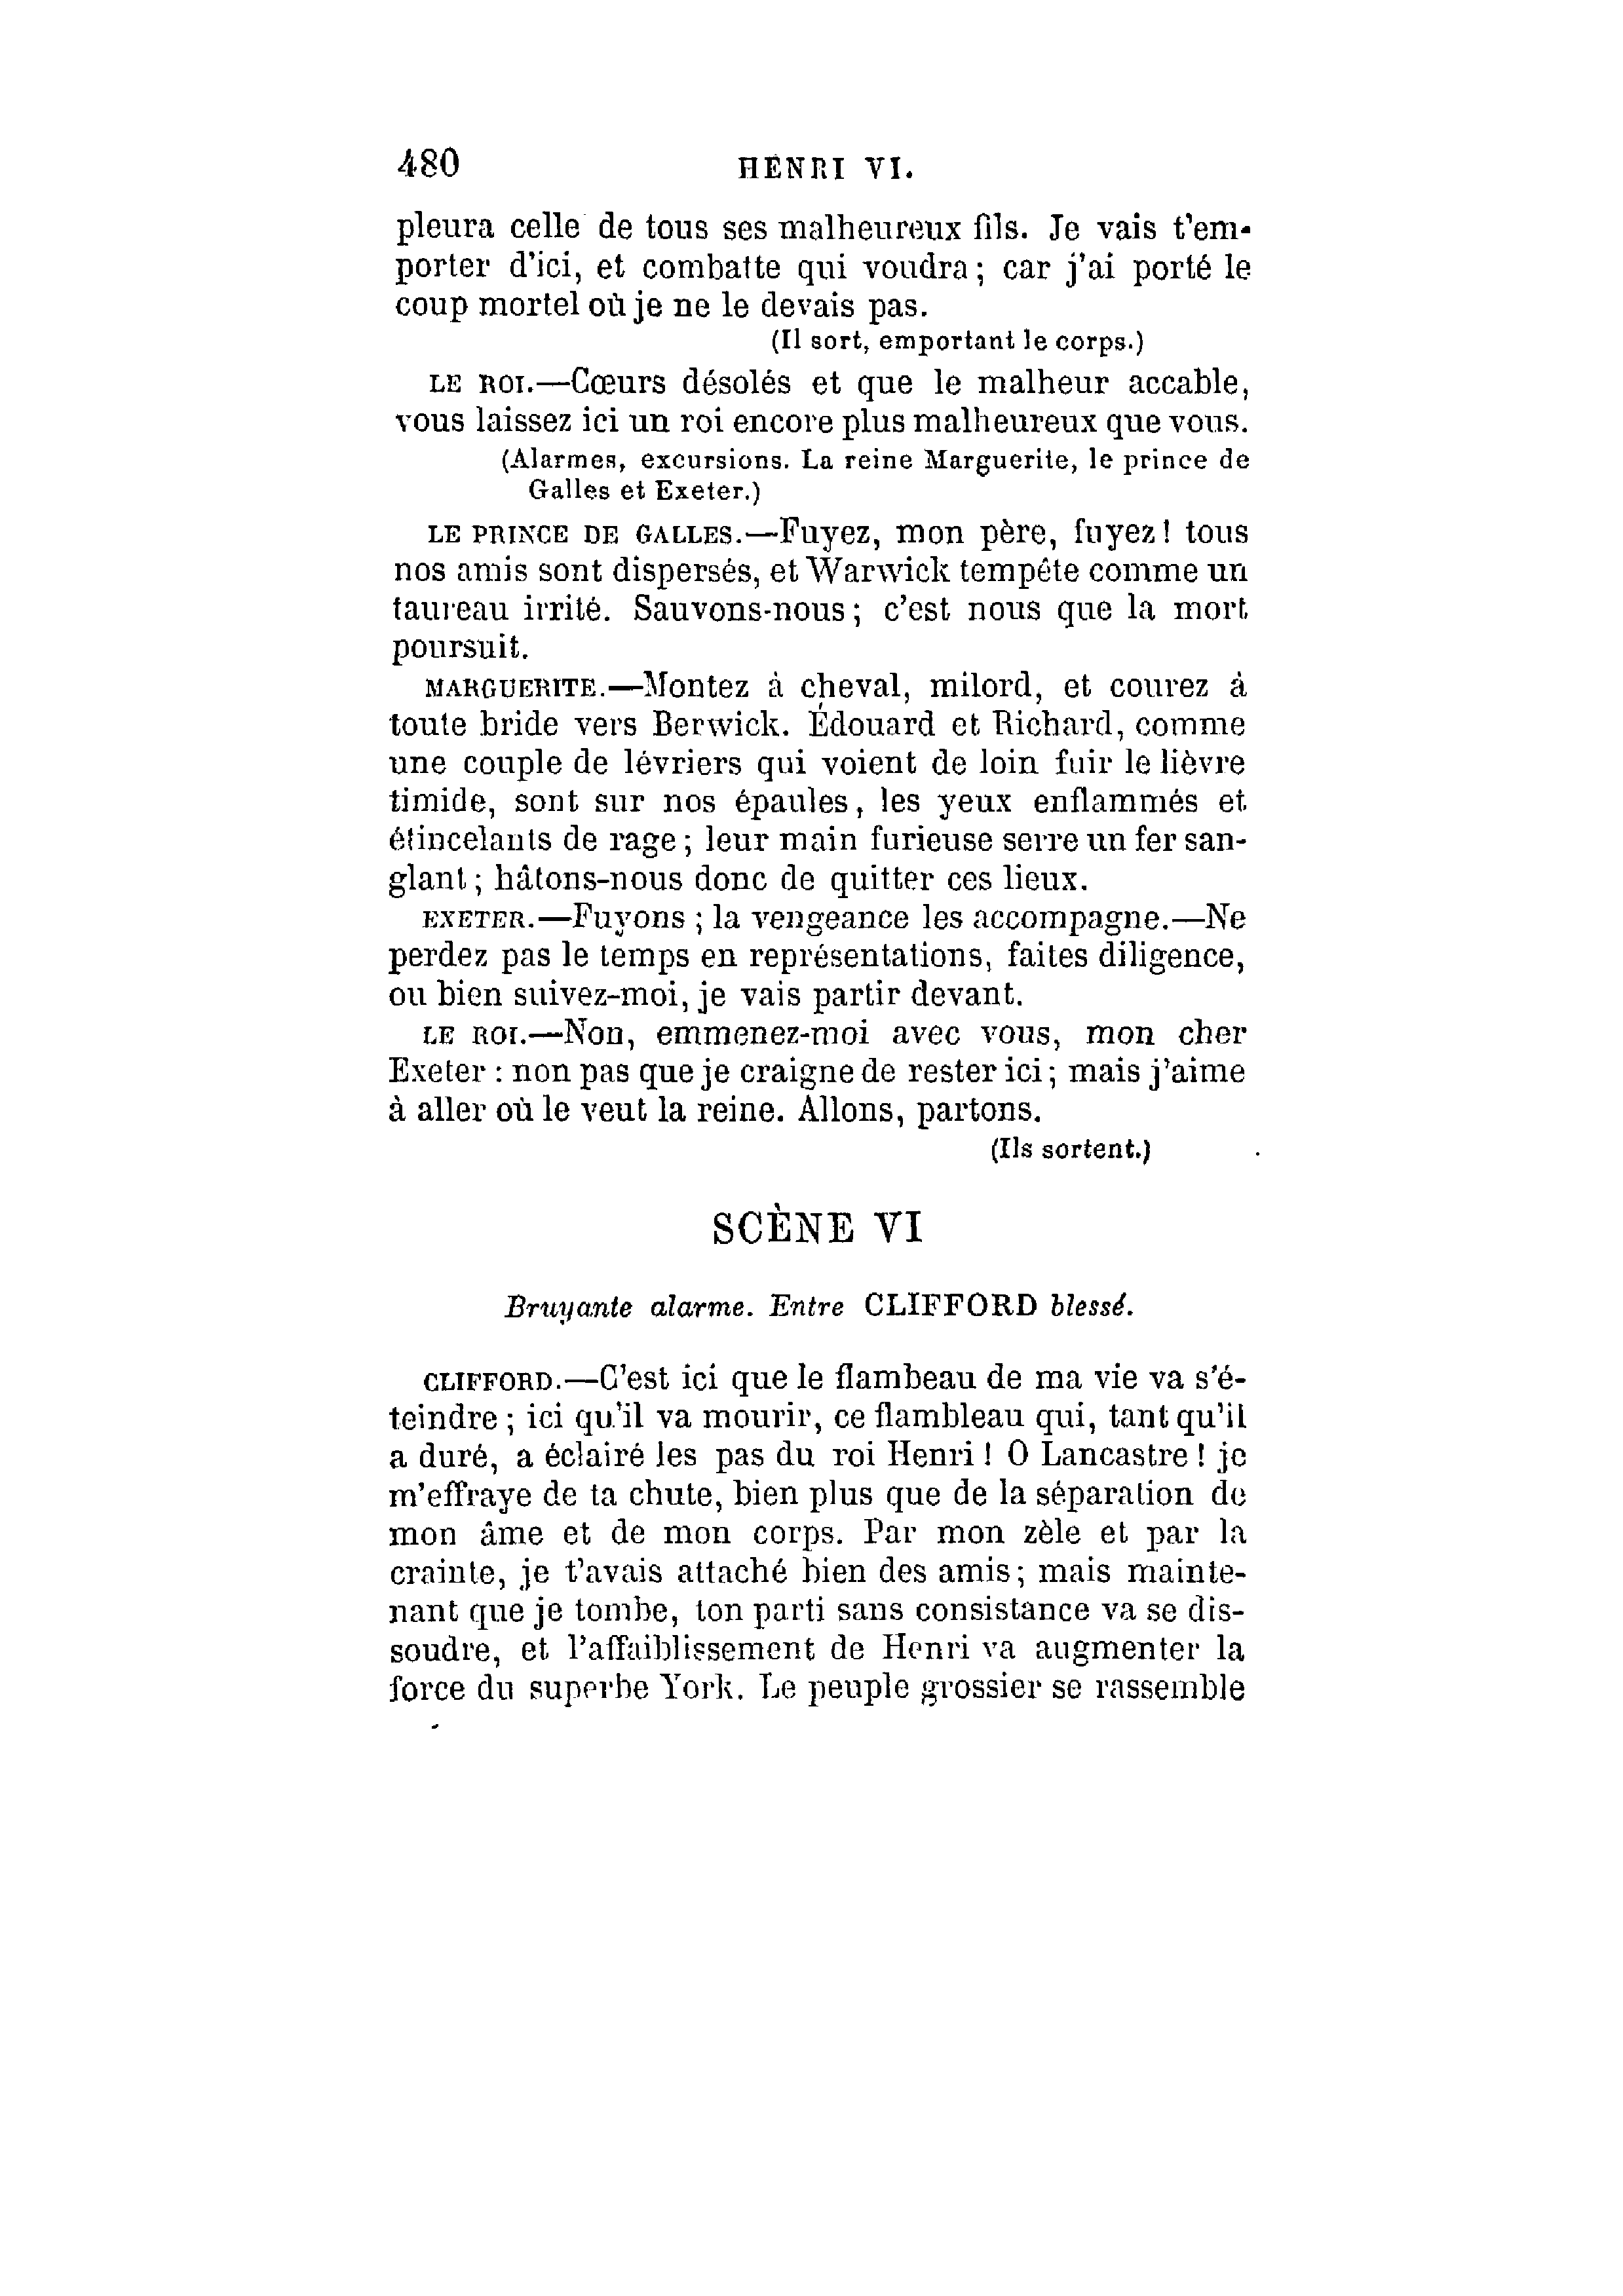 480 HENRI VI.
pleura celle de tous ses malheureux fils. Je vais t'em-
porter d'ici, et combatte qui voudra ; car j'ai porté le
coup mortel où je ne le devais pas.
(Il sort, emportant le corps.)
LE ROI.—Cœurs désolés et que le malheur accable,
vous laissez ici un roi encore plus malheureux que vous.
(Alarmes, excursions. La reine Marguerite, le prince de
Galles et Exeter.)
LE PRINCE DE GALLES.—Fuyez, mon père, fuyez ! tous
nos amis sont dispersés, et Warwick tempête comme un
taureau irrité. Sauvons-nous ; c'est nous que la mort
poursuit.
MARGUERITE.—Montez à cheval, milord, et courez à
toute bride vers Berwick. Édouard et Richard, comme
une couple de lévriers qui voient de loin fuir le lièvre
timide, sont sur nos épaules, les yeux enflammés et
étincelants de rage ; leur main furieuse serre un fer san-
glant ; hâtons-nous donc de quitter ces lieux.
EXETER.—Fuyons ; la vengeance les accompagne.—Ne
perdez pas le temps en représentations, faites diligence,
ou bien suivez-moi, je vais partir devant.
LE ROI.—Non, emmenez-moi avec vous, mon cher
Exeter : non pas que je craigne de rester ici ; mais j'aime
à aller où le veut la reine. Allons, partons.
(Ils sortent.)
SCÈNE VI
Bruyante alarme. Entre CLIFFORD blessé.
CLIFFORD.—C'est ici que le flambeau de ma vie va s'é-
teindre ; ici qu'il va mourir, ce flambleau qui, tant qu'il
a duré, a éclairé les pas du roi Henri ! O Lancastre ! je
m'effraye de ta chute, bien plus que de la séparation de
mon âme et de mon corps. Par mon zèle et par la
crainte, je t'avais attaché bien des amis ; mais mainte-
nant que je tombe, ton parti sans consistance va se dis-
soudre, et l'affaiblissement de Henri va augmenter la
force du superbe York. Le peuple grossier se rassemble